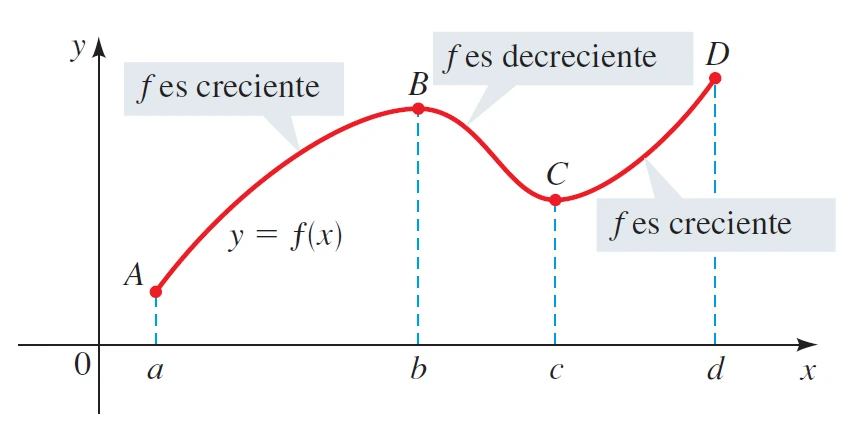 y
f es creciente
B
f es decreciente
D
C
y = f(x)
f es creciente
A
0
a
b
c
d
x